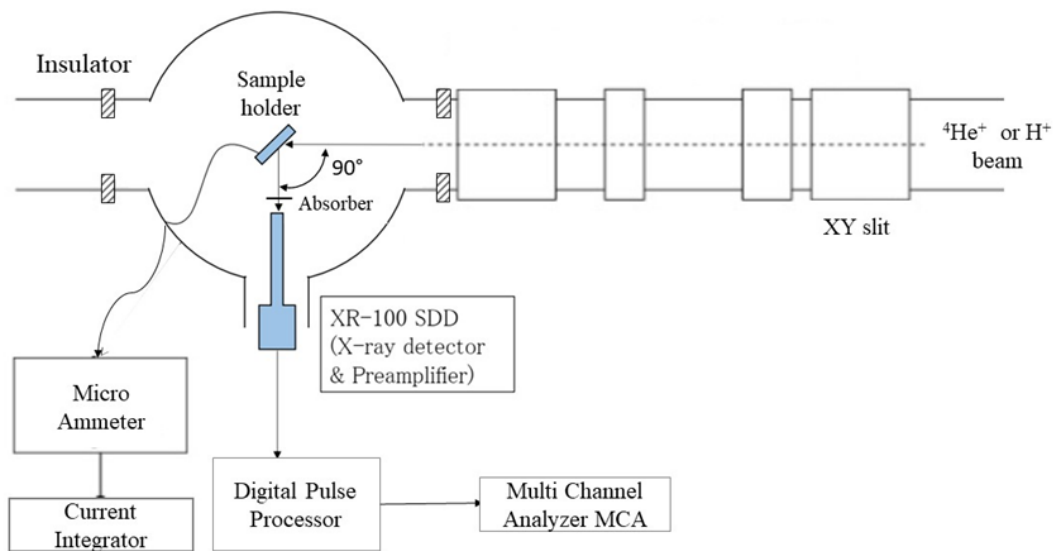 Insulator
Sample
holder
90°
Absorber
⁴He⁺ or H⁺
beam
XY slit
XR-100 SDD
(X-ray detector
& Preamplifier)
Micro
Ammeter
Current
Integrator
Digital Pulse
Processor
Multi Channel
Analyzer MCA